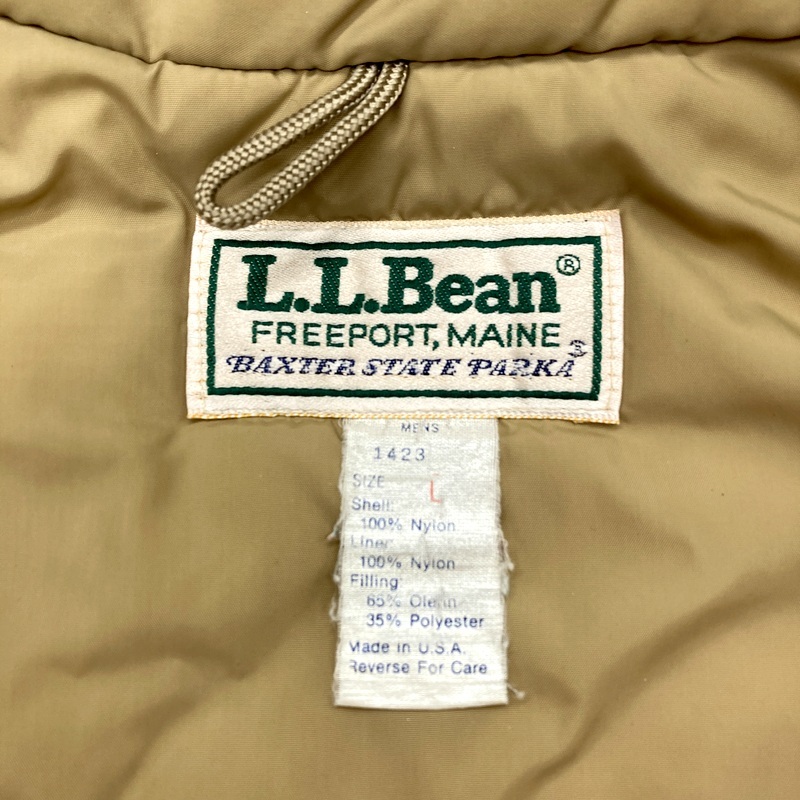 L.L.Bean®
FREEPORT, MAINE
BAXTER STATE PARKA
MENS
1423
SIZE L
Shell:
100% Nylon
Liner
100% Nylon
Filling:
65% Olefin
35% Polyester
Made in U.S.A.
Reverse For Care